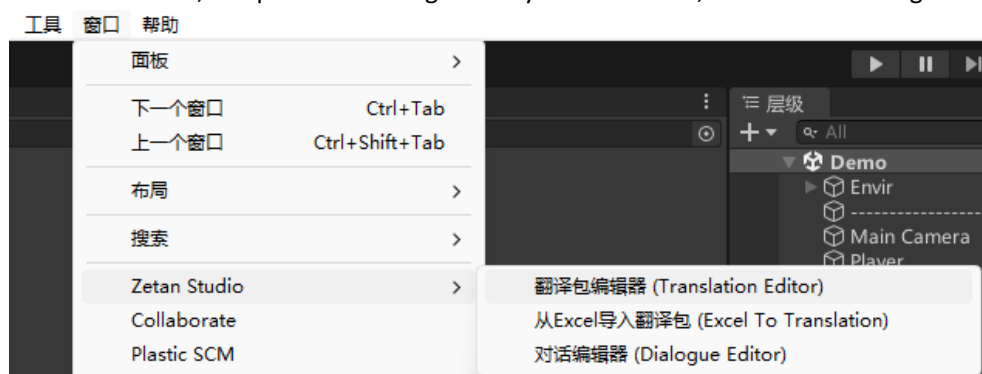 工具 窗口 帮助
面板
下一个窗口 Ctrl+Tab
上一个窗口 Ctrl+Shift+Tab
布局
搜索
Zetan Studio
Collaborate
Plastic SCM
翻译包编辑器 (Translation Editor)
从Excel导入翻译包 (Excel To Translation)
对话编辑器 (Dialogue Editor)
层级
All
Demo
Envir
-----------------
Main Camera
Player